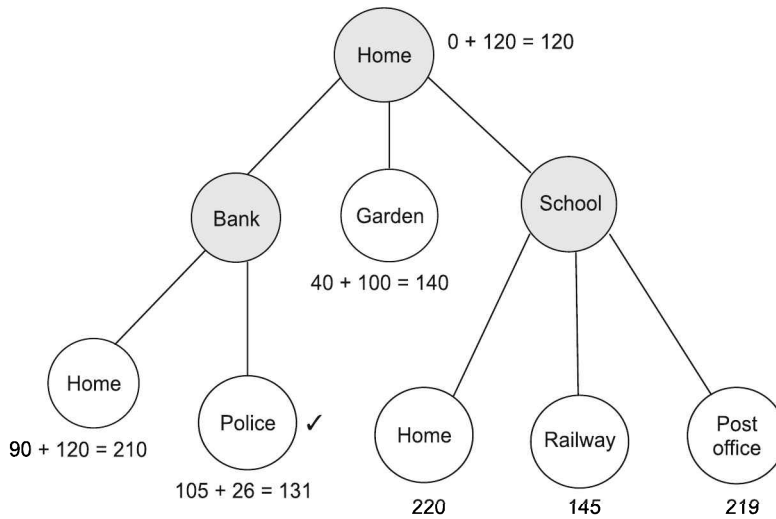 Home
0 + 120 = 120
Bank
Garden
School
40 + 100 = 140
Home
Police ✓
Home
Railway
Post
office
90 + 120 = 210
105 + 26 = 131
220
145
219